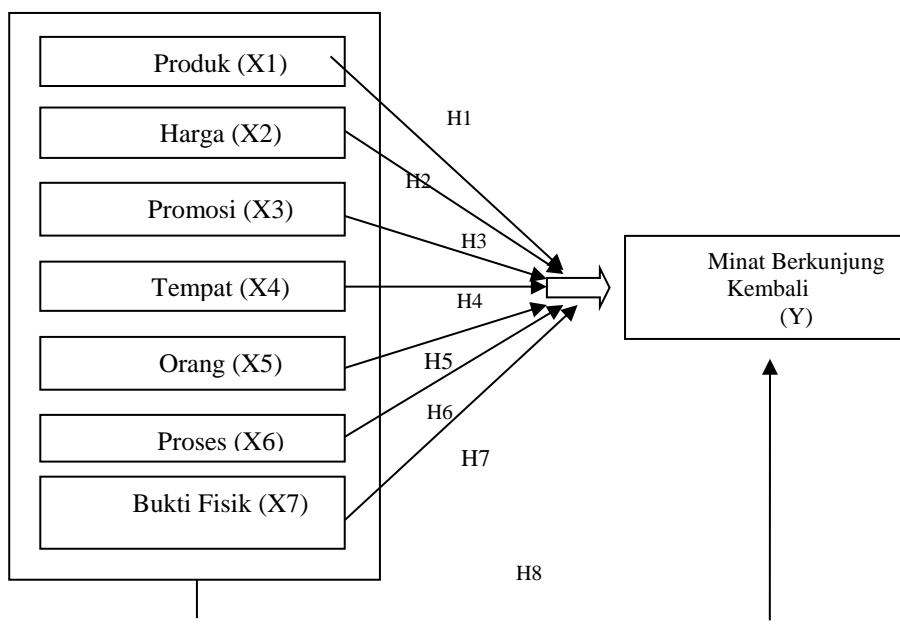 Produk (X1)
Harga (X2)
Promosi (X3)
Tempat (X4)
Orang (X5)
Proses (X6)
Bukti Fisik (X7)
H1
H2
H3
H4
H5
H6
H7
H8
Minat Berkunjung
Kembali
(Y)